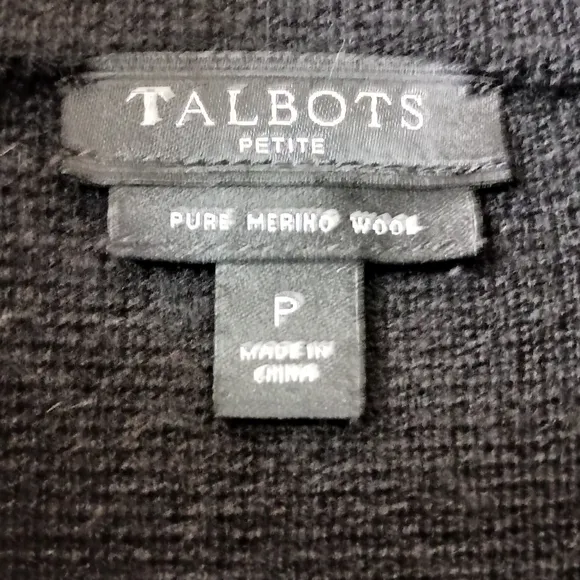 TALBOTS
PETITE
PURE MERINO WOOL
P
MADE IN
CHINA